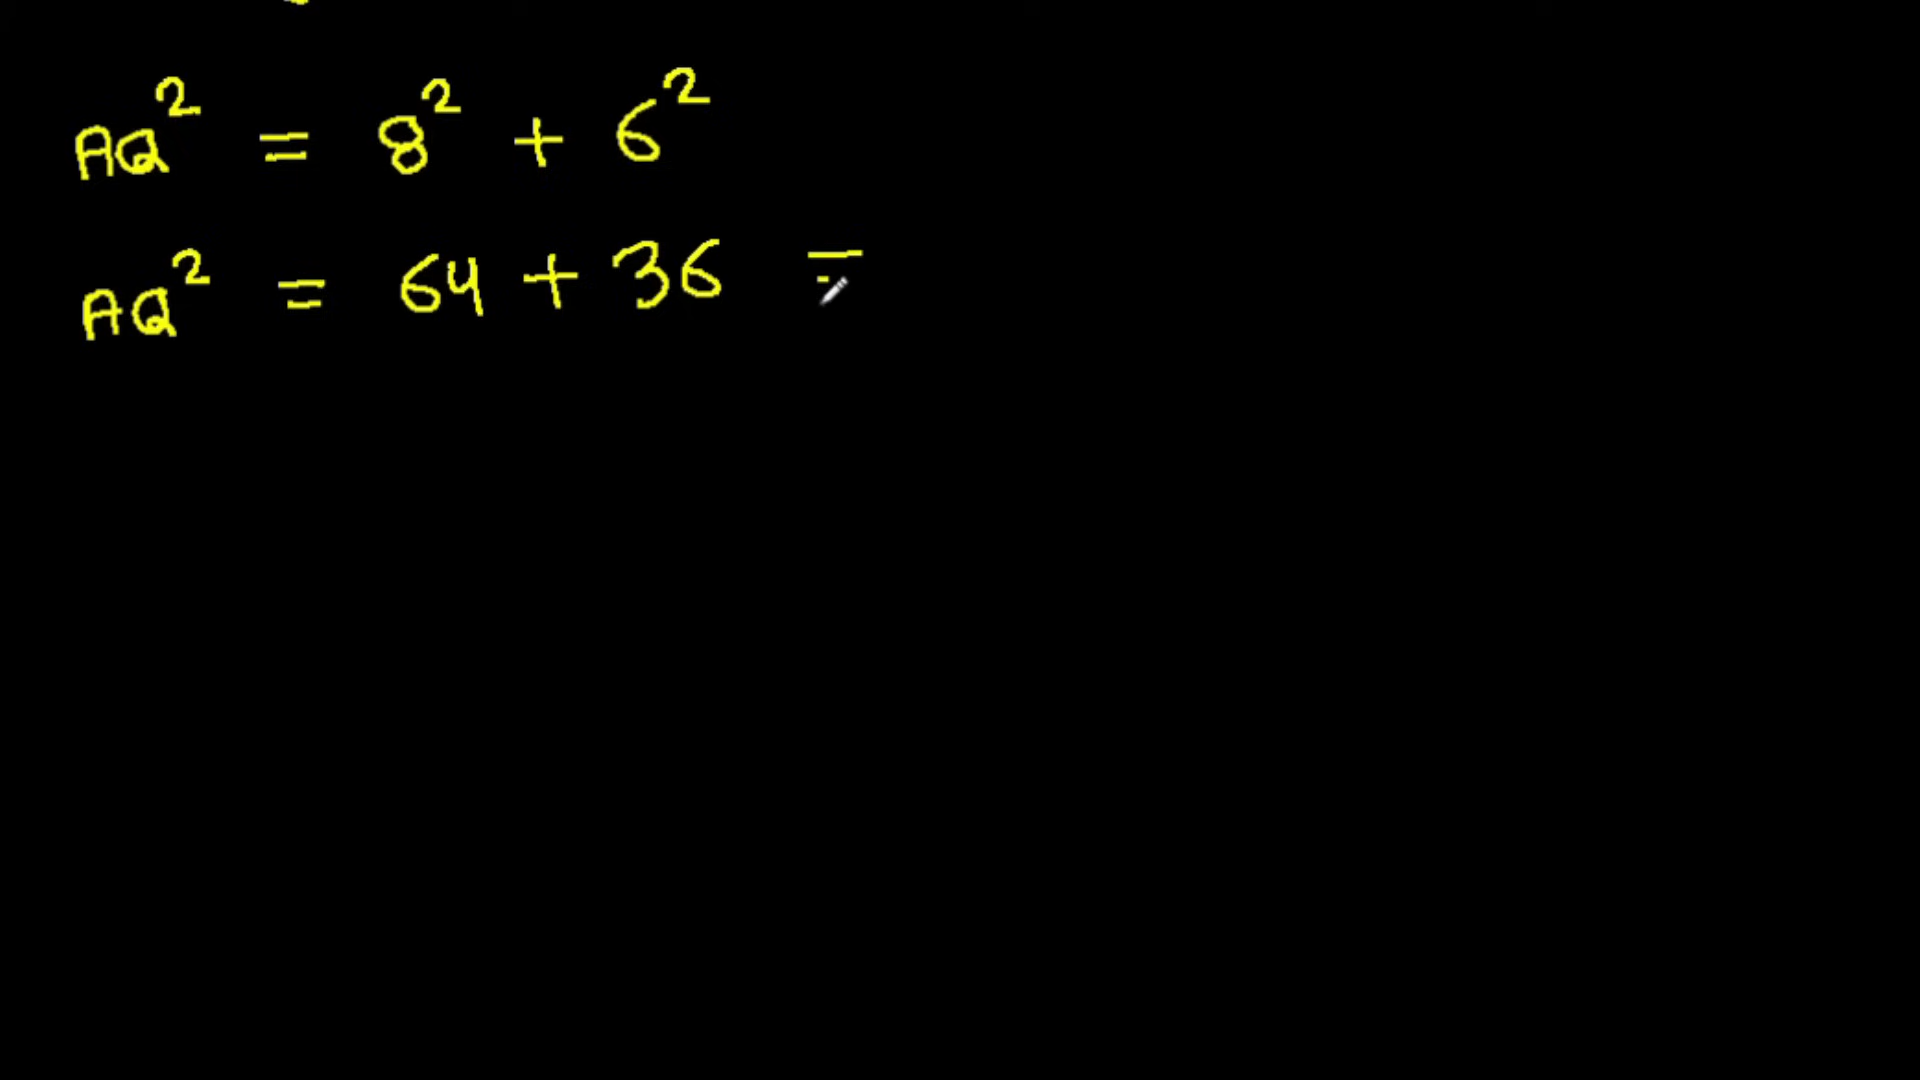 AQ² = 8² + 6²
AQ² = 64 + 36 =